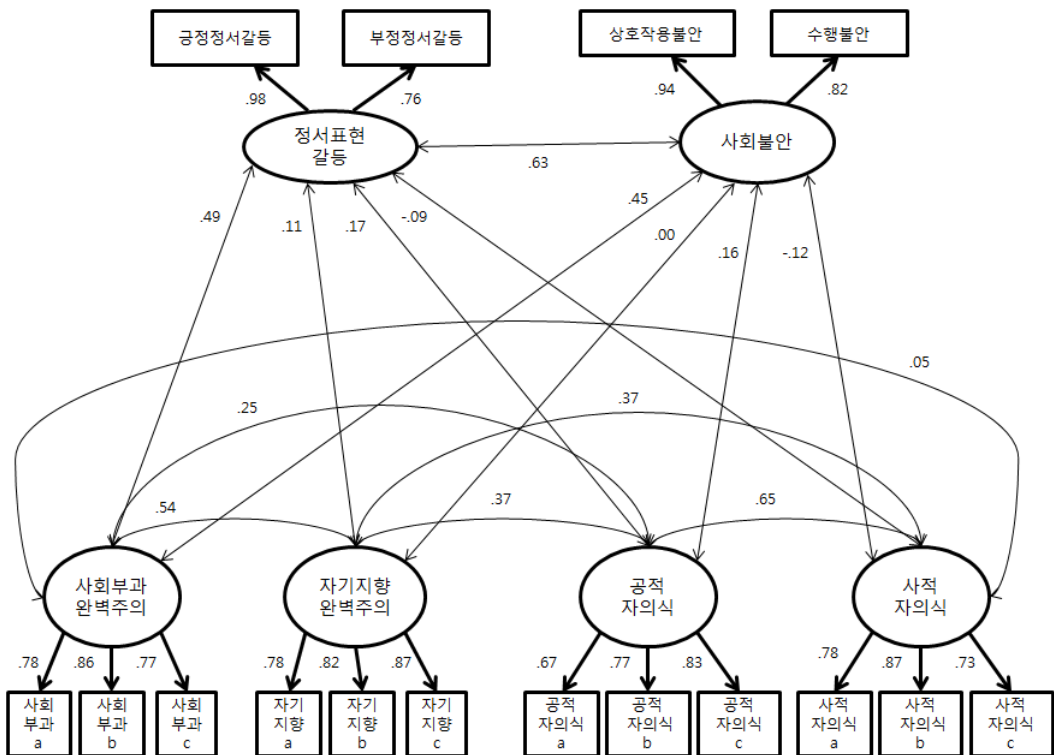 긍정정서갈등
부정정서갈등
상호작용불안
수행불안
.98
.76
.94
.82
정서표현
갈등
사회불안
.63
.49
.11
.17
-.09
.45
.00
.16
-.12
.05
.25
.37
.54
.37
.65
사회부과
완벽주의
자기지향
완벽주의
공적
자의식
사적
자의식
.78
.86
.77
.78
.82
.87
.67
.77
.83
.78
.87
.73
사회
부과
a
사회
부과
b
사회
부과
c
자기
지향
a
자기
지향
b
자기
지향
c
공적
자의식
a
공적
자의식
b
공적
자의식
c
사적
자의식
a
사적
자의식
b
사적
자의식
c